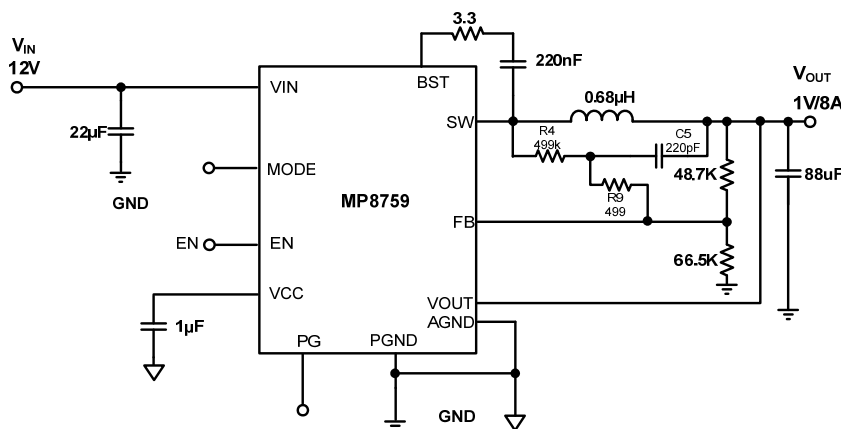 3.3
V_IN
12V
BST
220nF
V_OUT
1V/8A
VIN
0.68µH
SW
22µF
R4
499k
C5
220pF
MODE
48.7K
88uF
GND
MP8759
R9
499
FB
EN
EN
66.5K
VCC
VOUT
1µF
AGND
PG
PGND
GND